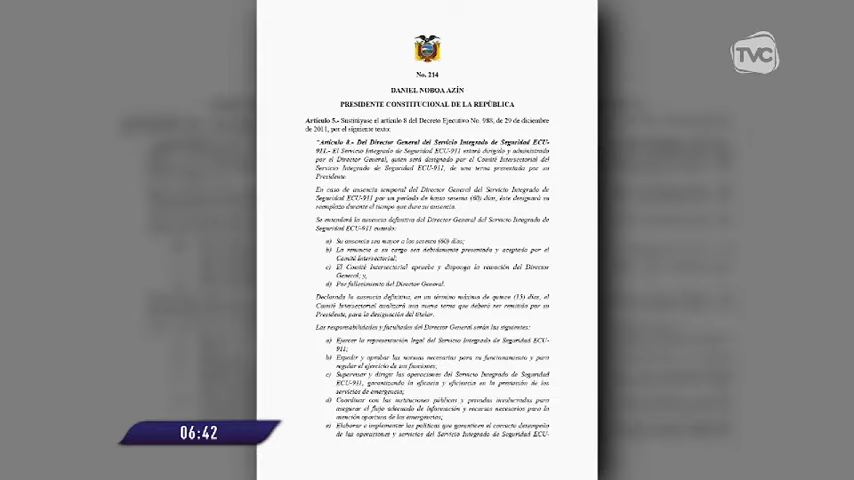 TVC
No. 214
DANIEL NOBOA AZÍN
PRESIDENTE CONSTITUCIONAL DE LA REPÚBLICA
Artículo 5.- Sustitúyase el artículo 8 del Decreto Ejecutivo No. 988, de 29 de diciembre
de 2011, por el siguiente texto:
"Artículo 8.- Del Director General del Servicio Integrado de Seguridad ECU-
911.- El Servicio Integrado de Seguridad ECU-911 estará dirigido y administrado
por el Director General, quien será designado por el Comité Intersectorial del
Servicio Integrado de Seguridad ECU-911, de una terna presentada por su
Presidente.
En caso de ausencia temporal del Director General del Servicio Integrado de
Seguridad ECU-911 por un período de hasta sesenta (60) días, éste designará su
reemplazo durante el tiempo que dure su ausencia.
Se entenderá la ausencia definitiva del Director General del Servicio Integrado de
Seguridad ECU-911 cuando:
a) Su ausencia sea mayor a los sesenta (60) días;
b) La renuncia a su cargo sea debidamente presentada y aceptada por el
Comité Intersectorial;
c) El Comité Intersectorial apruebe y disponga la remoción del Director
General; y,
d) Por fallecimiento del Director General.
Declarada la ausencia definitiva, en un término máximo de quince (15) días, el
Comité Intersectorial analizará una nueva terna que deberá ser remitida por su
Presidente, para la designación del titular.
Las responsabilidades y facultades del Director General serán las siguientes:
a) Ejercer la representación legal del Servicio Integrado de Seguridad ECU-
911;
b) Expedir y aprobar las normas necesarias para su funcionamiento y para
regular el ejercicio de sus funciones;
c) Supervisar y dirigir las operaciones del Servicio Integrado de Seguridad
ECU-911, garantizando la eficacia y eficiencia en la prestación de los
servicios de emergencia;
d) Coordinar con las instituciones públicas y privadas involucradas para
asegurar el flujo adecuado de información y recursos necesarios para la
atención oportuna de las emergencias;
e) Elaborar e implementar las políticas que garanticen el correcto desempeño
de las operaciones y servicios del Servicio Integrado de Seguridad ECU-
06:42